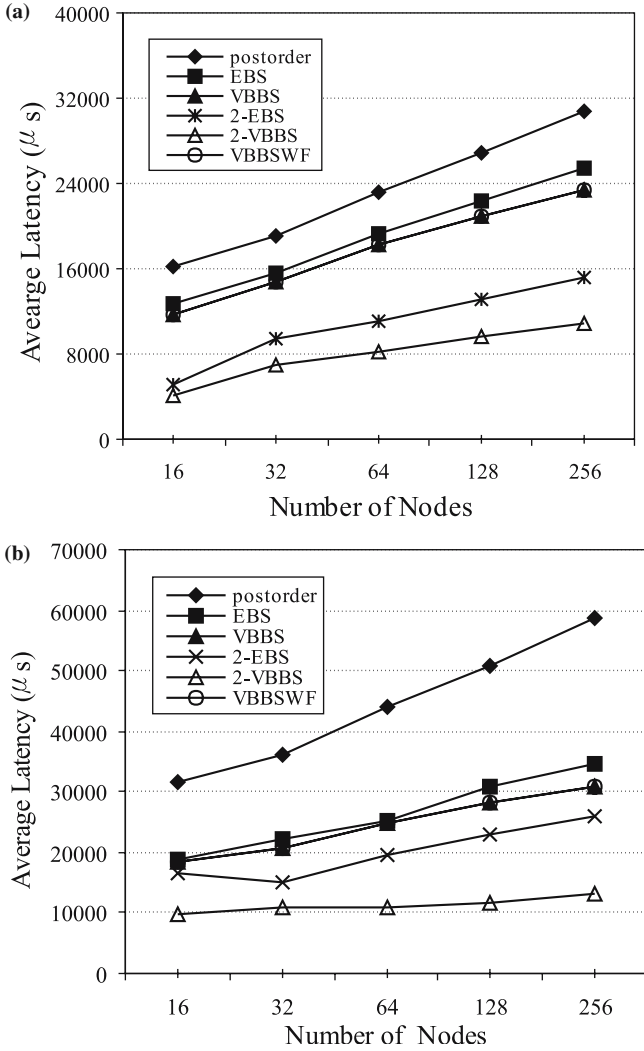 (a)
40000
32000
24000
16000
8000
0
Avearge Latency (μ s)
postorder
EBS
VBBS
2-EBS
2-VBBS
VBBSWF
16 32 64 128 256
Number of Nodes
(b)
70000
60000
50000
40000
30000
20000
10000
0
Average Latency (μ s)
postorder
EBS
VBBS
2-EBS
2-VBBS
VBBSWF
16 32 64 128 256
Number of Nodes